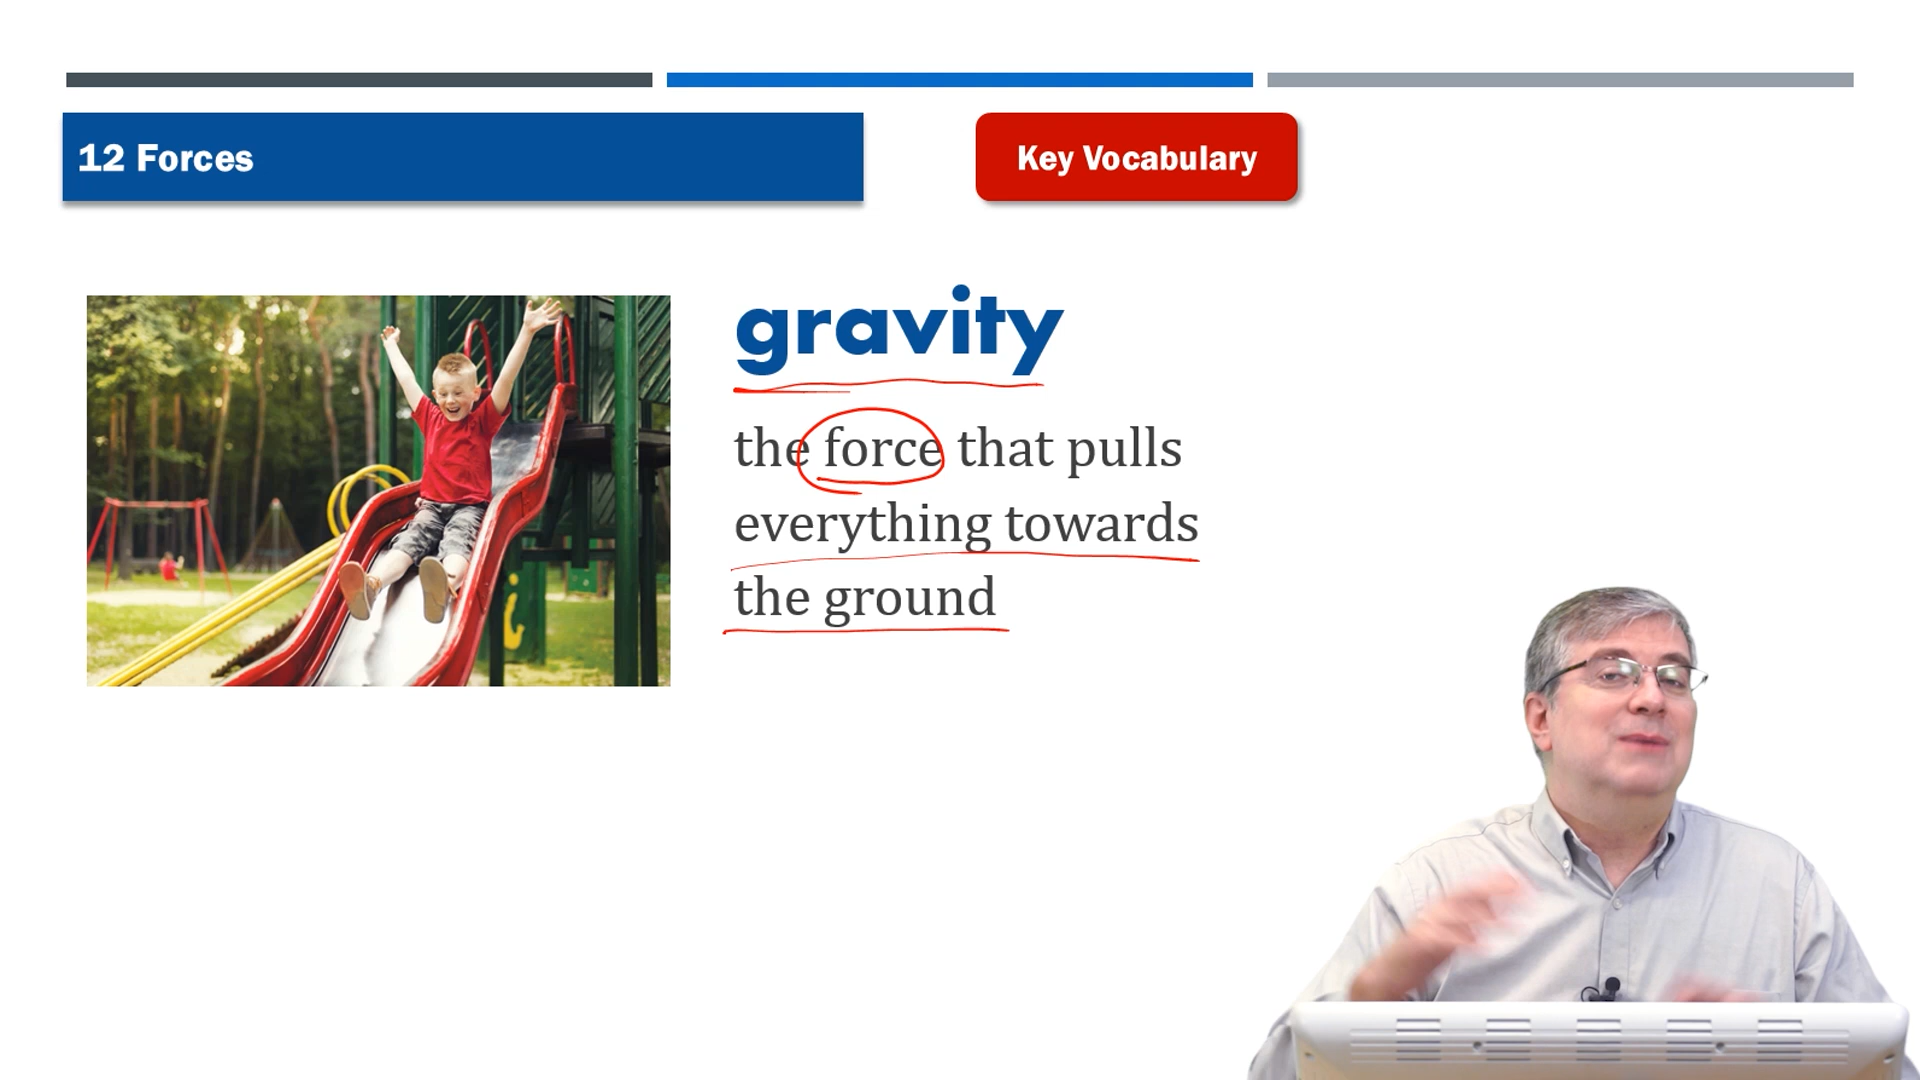 12 Forces
Key Vocabulary
gravity
the force that pulls
everything towards
the ground